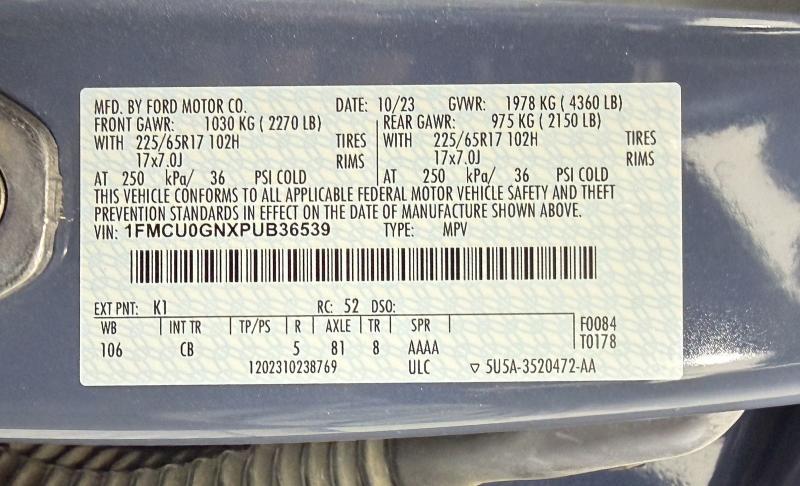 MFD. BY FORD MOTOR CO. DATE: 10/23 GVWR: 1978 KG ( 4360 LB)
FRONT GAWR: 1030 KG ( 2270 LB) REAR GAWR: 975 KG ( 2150 LB)
WITH 225/65R17 102H TIRES WITH 225/65R17 102H TIRES
17x7.0J RIMS 17x7.0J RIMS
AT 250 kPa/ 36 PSI COLD AT 250 kPa/ 36 PSI COLD
THIS VEHICLE CONFORMS TO ALL APPLICABLE FEDERAL MOTOR VEHICLE SAFETY AND THEFT
PREVENTION STANDARDS IN EFFECT ON THE DATE OF MANUFACTURE SHOWN ABOVE.
VIN: 1FMCU0GNXPUB36539 TYPE: MPV
EXT PNT: K1 RC: 52 DSO:
WB INT TR TP/PS R AXLE TR SPR F0084
106 CB 5 81 8 AAAA T0178
1202310238769 ULC ▽ 5U5A-3520472-AA